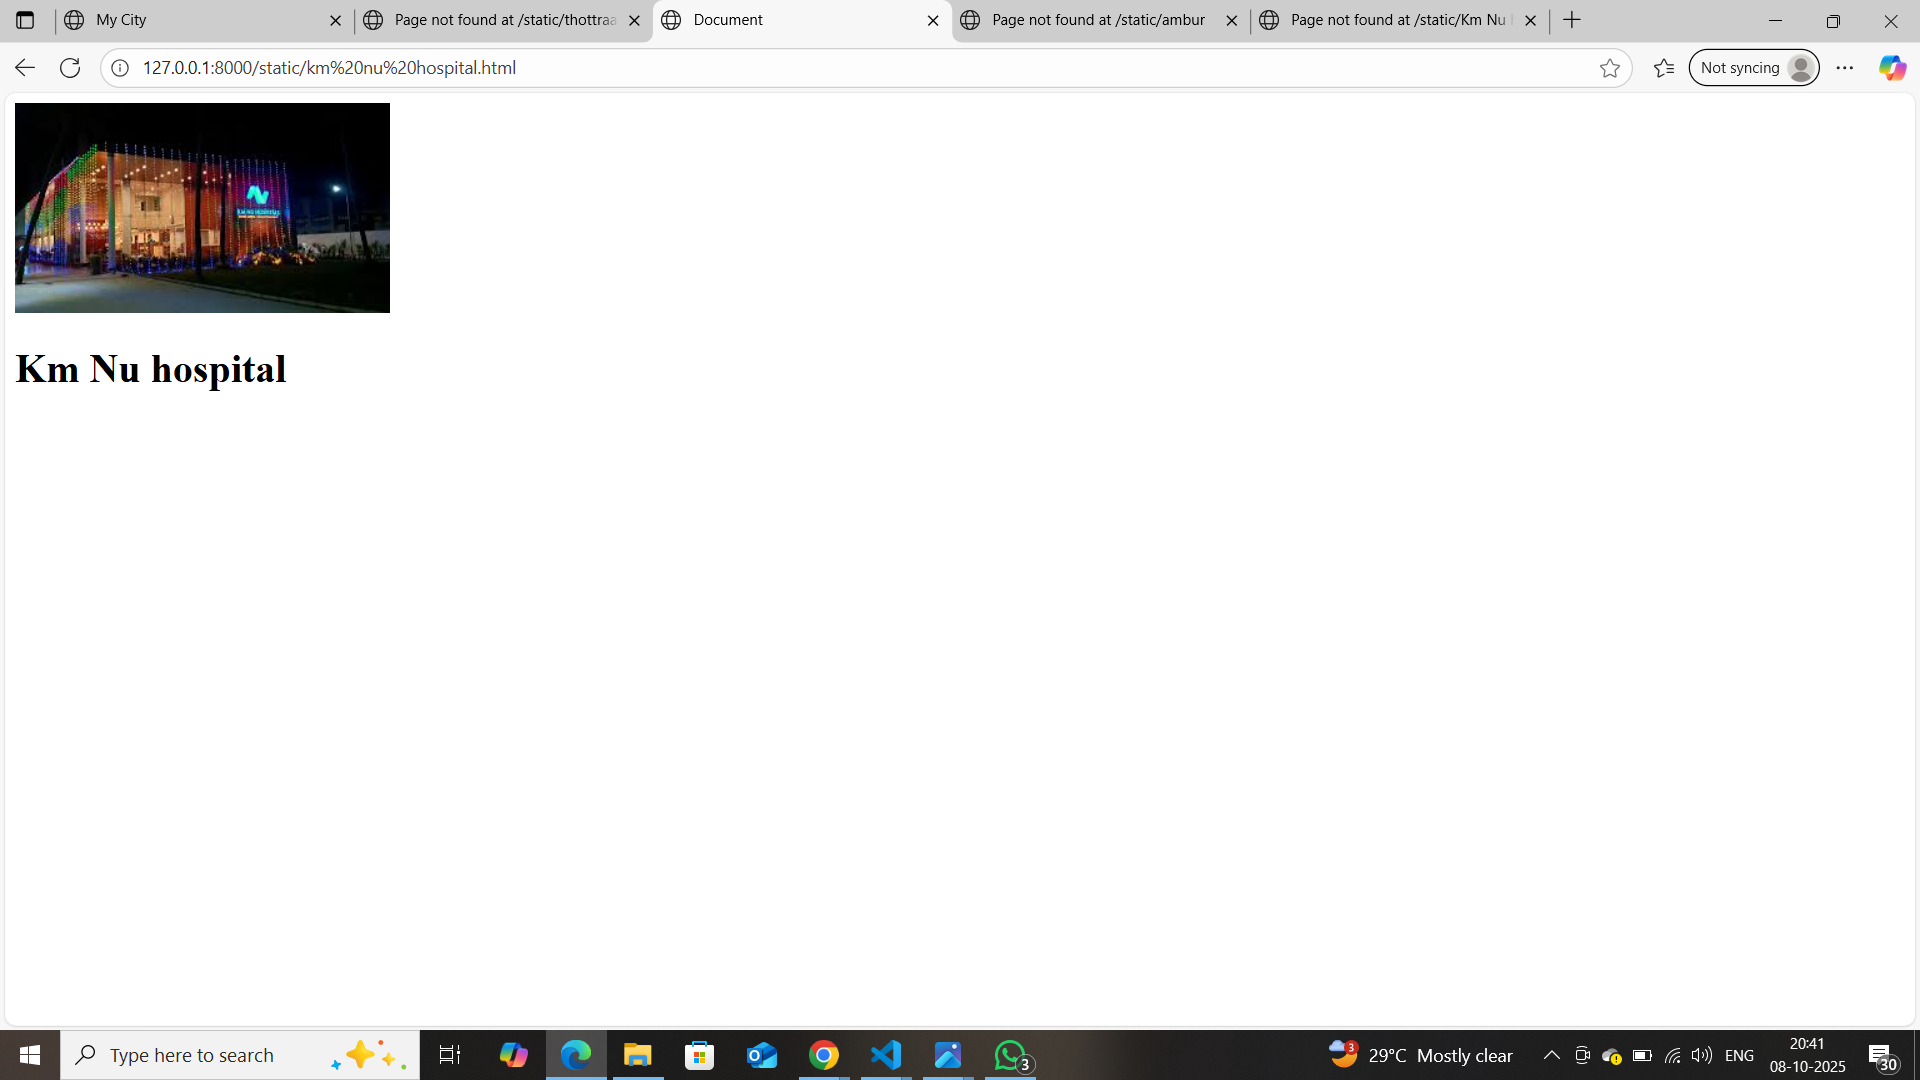 My City
Page not found at /static/thottraa
Document
Page not found at /static/ambur
Page not found at /static/Km Nu
127.0.0.1:8000/static/km%20nu%20hospital.html
Not syncing
KM NU HOSPITAL
Km Nu hospital
Type here to search
3
3
29°C Mostly clear
ENG
20:41
08-10-2025
30